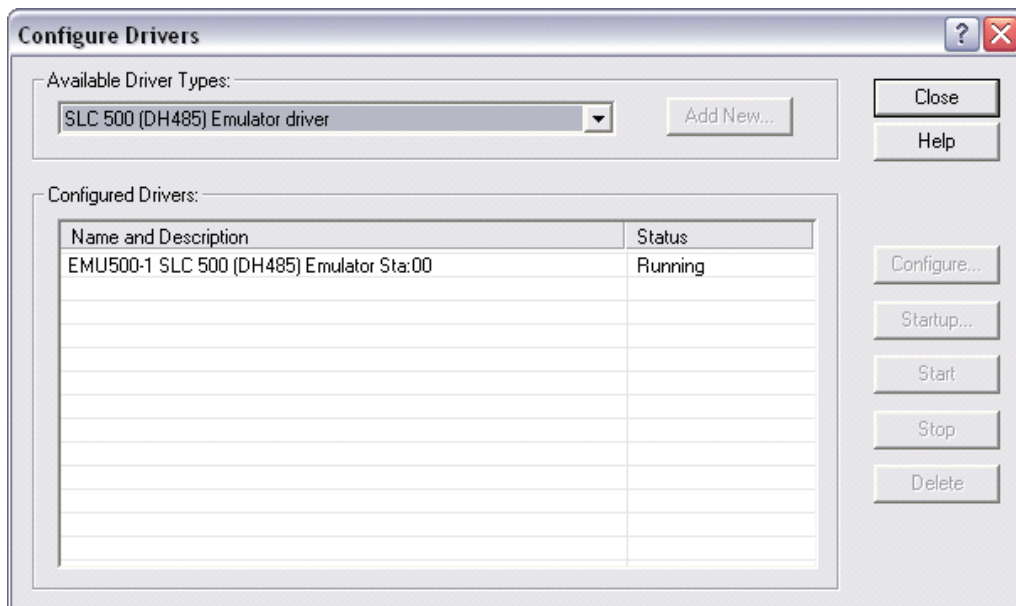 Configure Drivers
Available Driver Types:
SLC 500 (DH485) Emulator driver
Add New...
Close
Help
Configured Drivers:
Name and Description Status
EMU500-1 SLC 500 (DH485) Emulator Sta:00 Running
Configure...
Startup...
Start
Stop
Delete